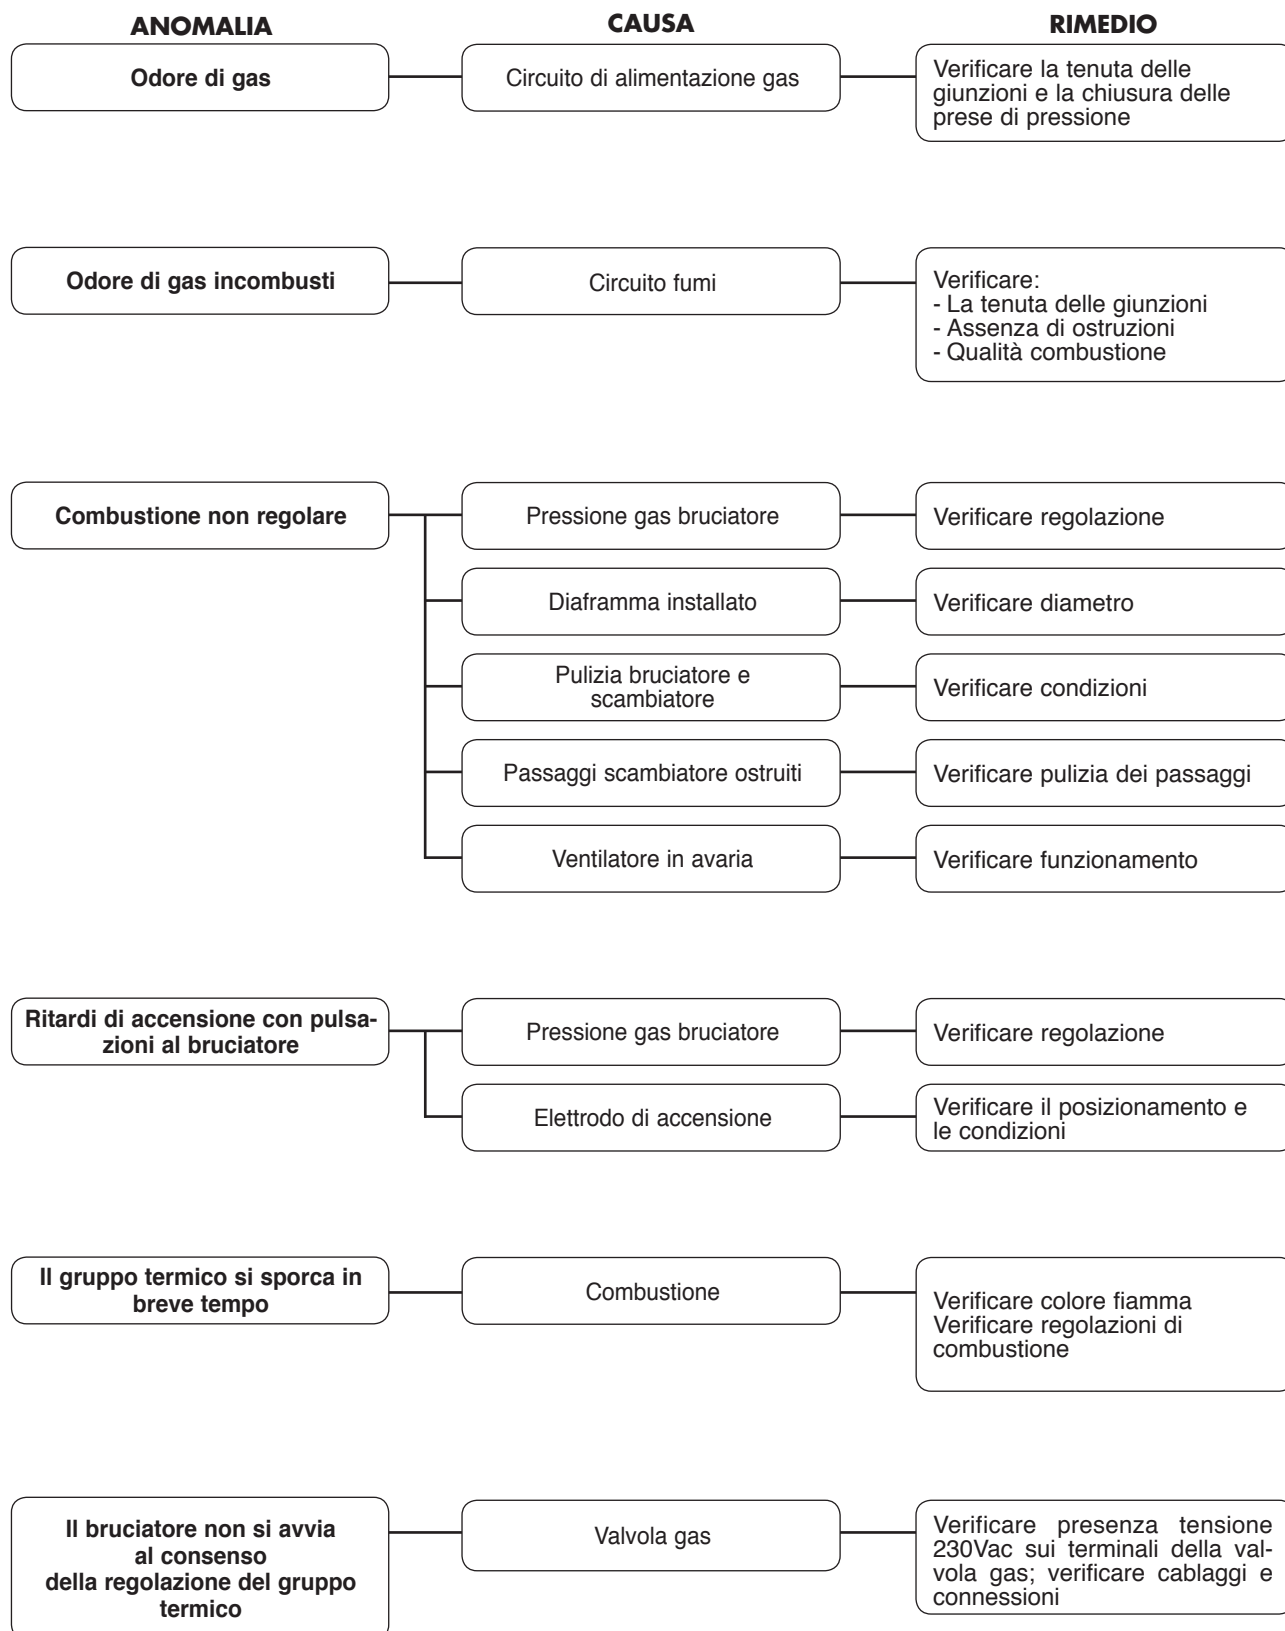 ANOMALIA
CAUSA
RIMEDIO
Odore di gas
Circuito di alimentazione gas
Verificare la tenuta delle
giunzioni e la chiusura delle
prese di pressione
Odore di gas incombusti
Circuito fumi
Verificare:
- La tenuta delle giunzioni
- Assenza di ostruzioni
- Qualità combustione
Combustione non regolare
Pressione gas bruciatore
Verificare regolazione
Diaframma installato
Verificare diametro
Pulizia bruciatore e
scambiatore
Verificare condizioni
Passaggi scambiatore ostruiti
Verificare pulizia dei passaggi
Ventilatore in avaria
Verificare funzionamento
Ritardi di accensione con pulsa-
zioni al bruciatore
Pressione gas bruciatore
Verificare regolazione
Elettrodo di accensione
Verificare il posizionamento e
le condizioni
Il gruppo termico si sporca in
breve tempo
Combustione
Verificare colore fiamma
Verificare regolazioni di
combustione
Il bruciatore non si avvia
al consenso
della regolazione del gruppo
termico
Valvola gas
Verificare presenza tensione
230Vac sui terminali della val-
vola gas; verificare cablaggi e
connessioni